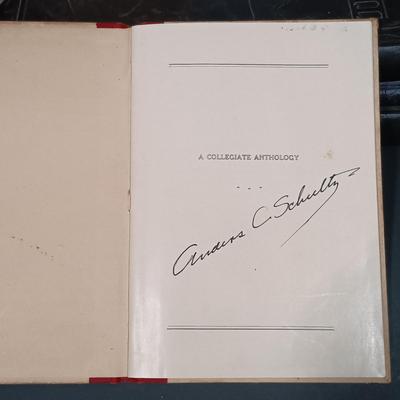 A COLLEGIATE ANTHOLOGY
Anders C. Schultz